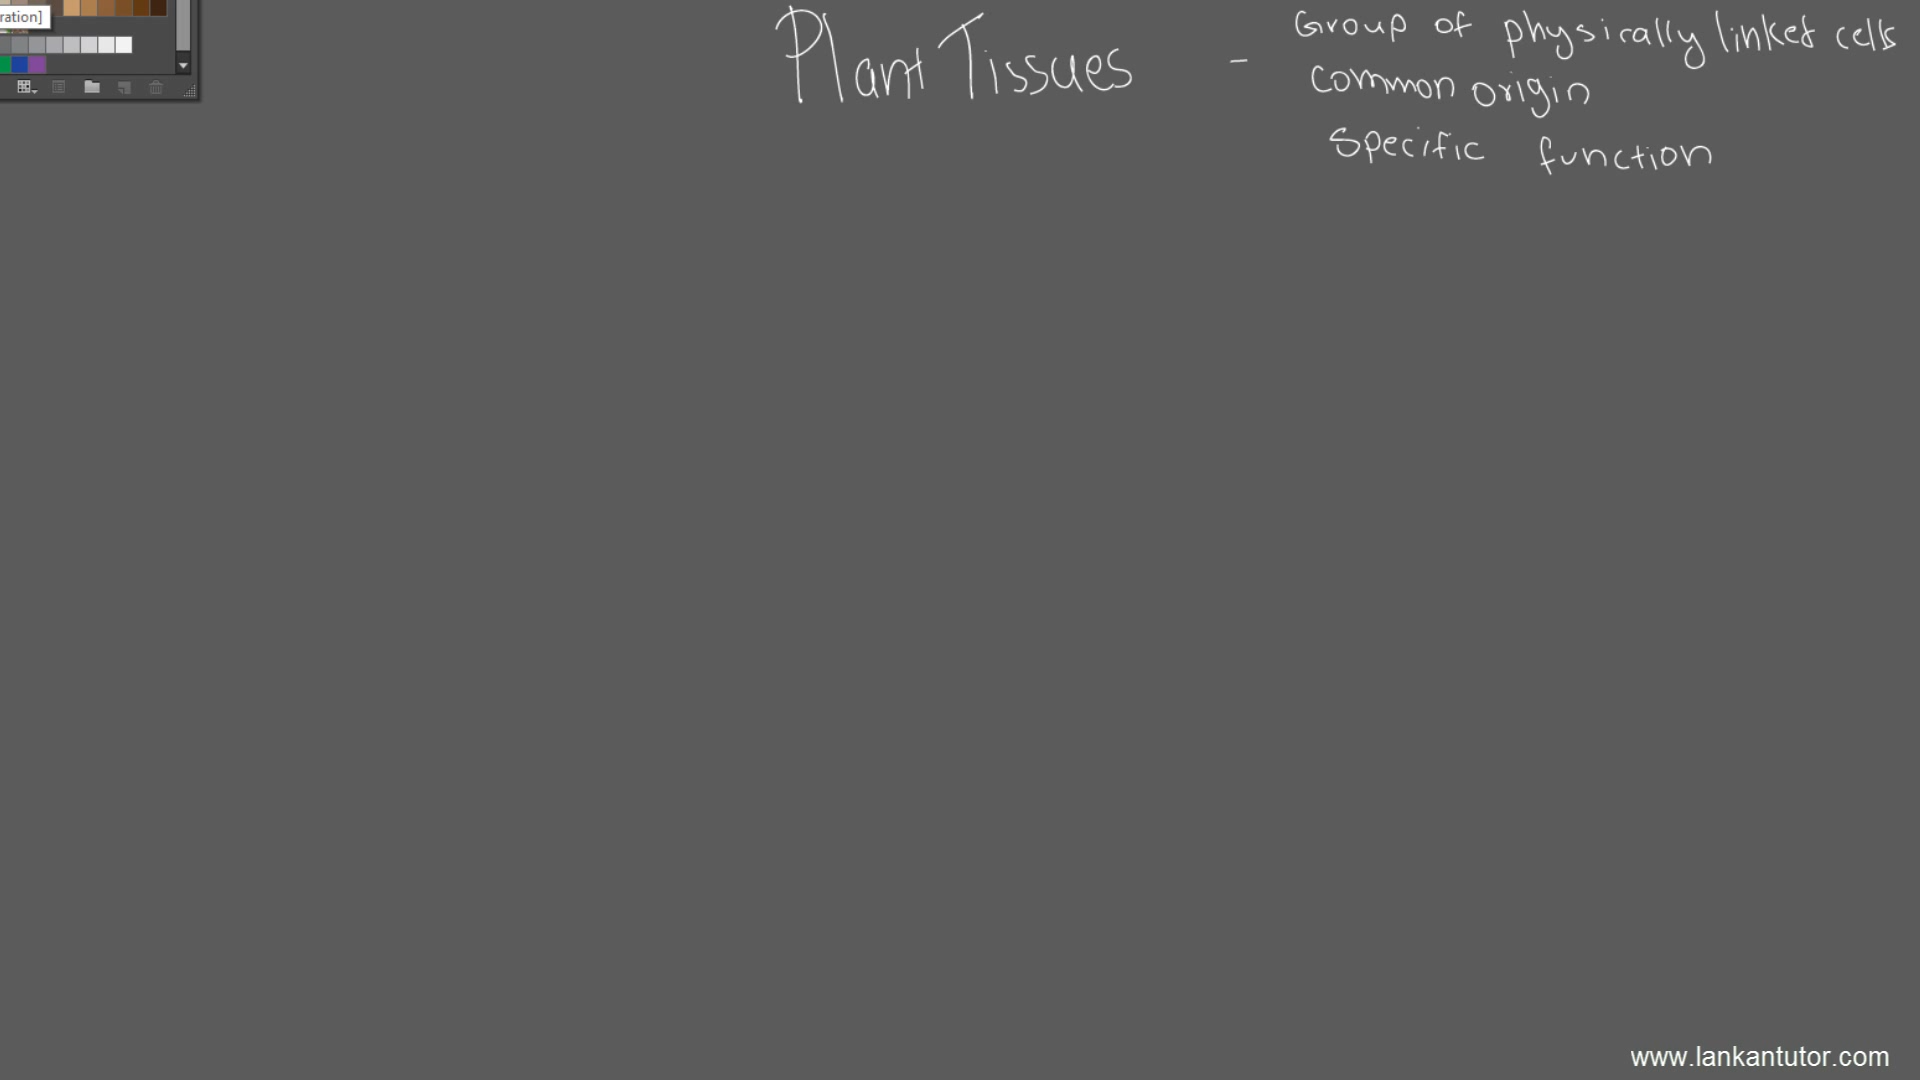 ration]
Plant Tissues - Group of physically linked cells
common origin
Specific function
www.lankantutor.com